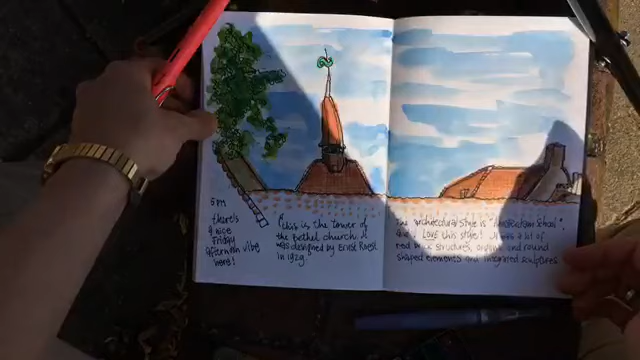 5PM
there's
a nice
Friday
afternoon vibe
here!
"this is the tower of
the bethel church. It
was designed by Ernst Roest
in 1929.
The architectural style is "Amsterdam School",
and I LOVE this style! It has a lot of
red brick structures, organic and round
shaped elements and integrated sculptures.